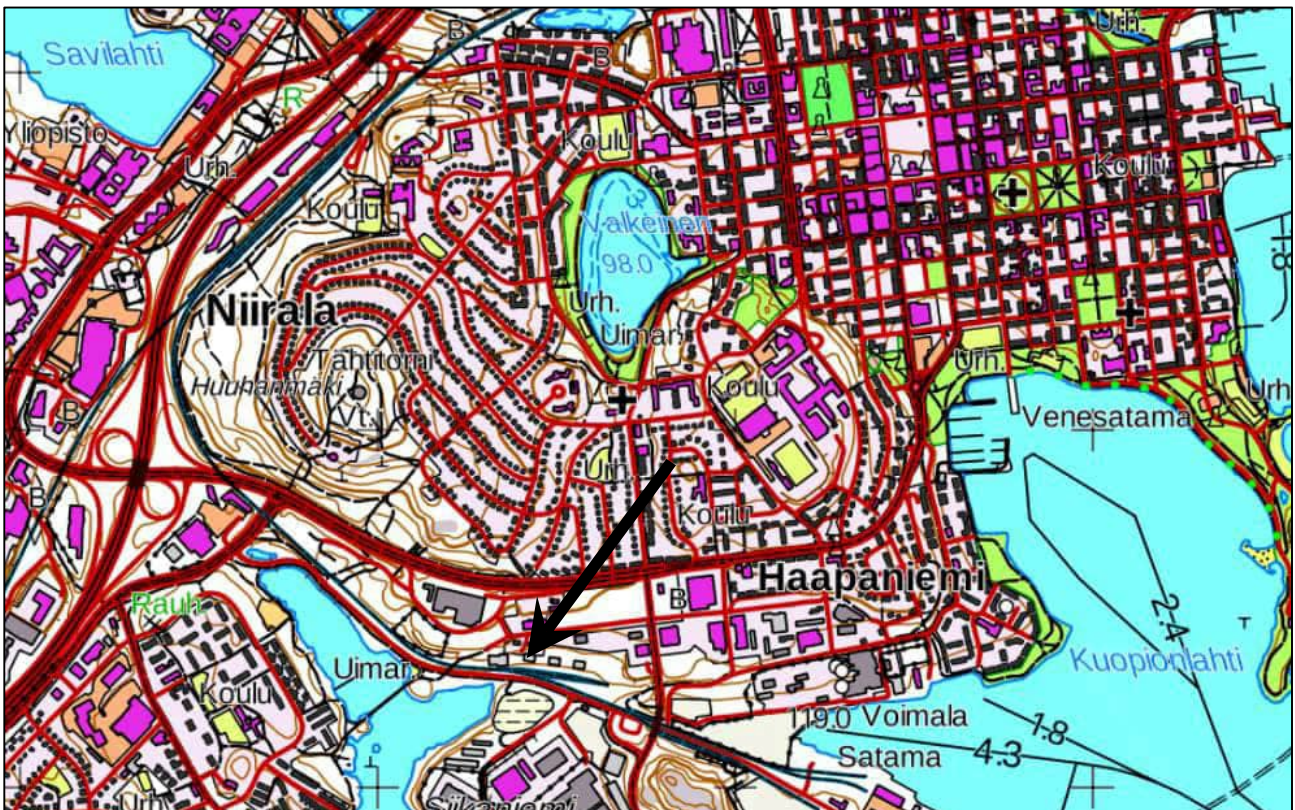 Savilahti
B
B
Urh.
R
Yliopisto
Koulu
Koulu
Urh.
Koulu
Valkeinen
98.0
Niirala
Urh.
Uimar.
Tähtitorni
Huuhanmäki
Vt.
Koulu
Urh.
Urh.
B
Venesatama
Urh.
B
Koulu
Haapaniemi
B
Rauh.
2.4
Kuopionlahti
Uimar.
Koulu
119.0 Voimala
Satama
1.8
4.3
1.8
Siikaniemi
Urh.